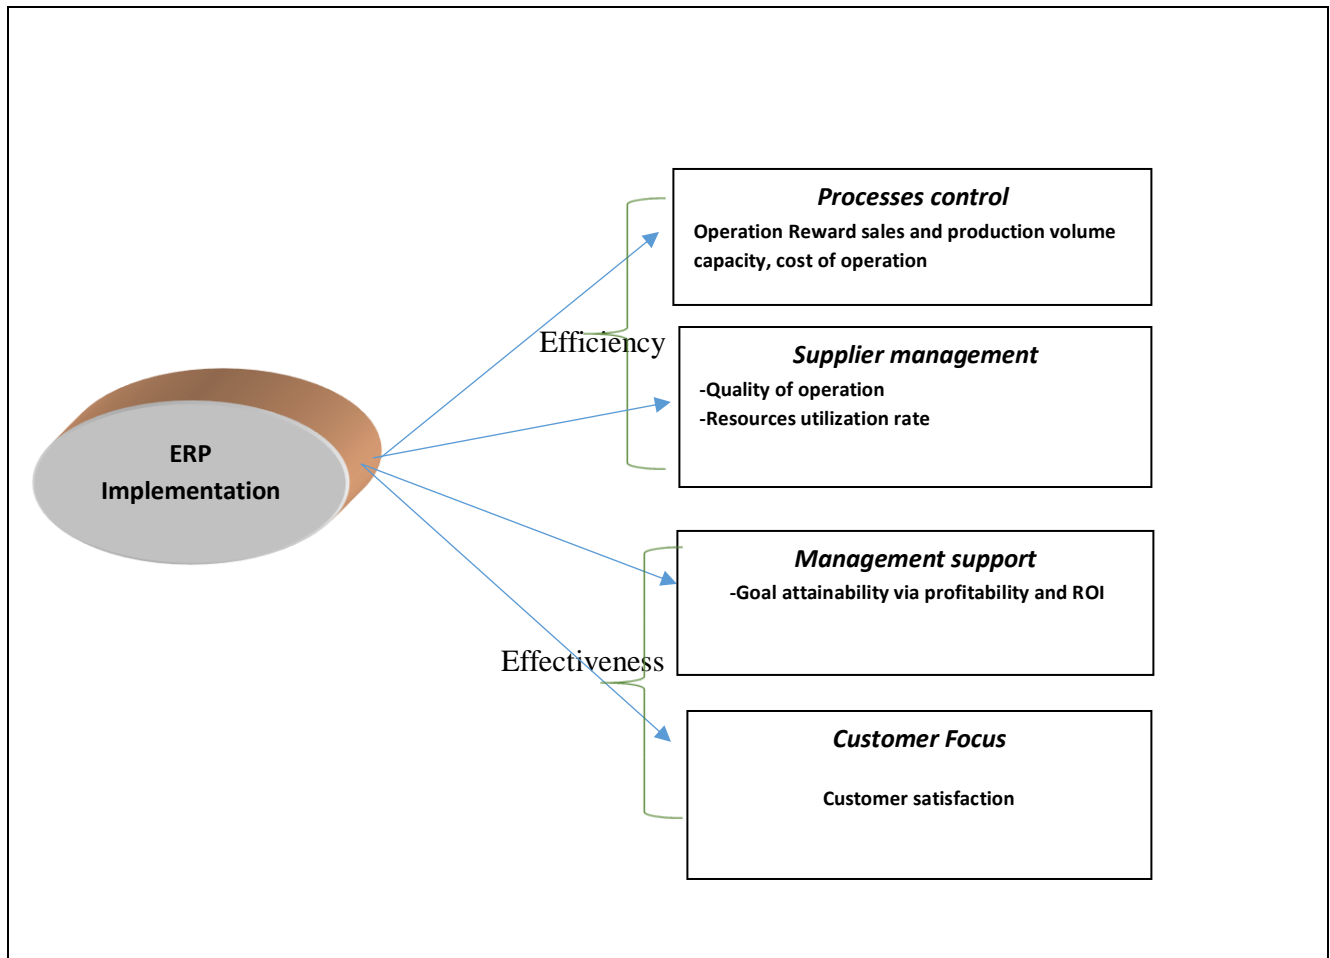 Processes control
Operation Reward sales and production volume
capacity, cost of operation
Efficiency
Supplier management
-Quality of operation
-Resources utilization rate
ERP
Implementation
Management support
-Goal attainability via profitability and ROI
Effectiveness
Customer Focus
Customer satisfaction